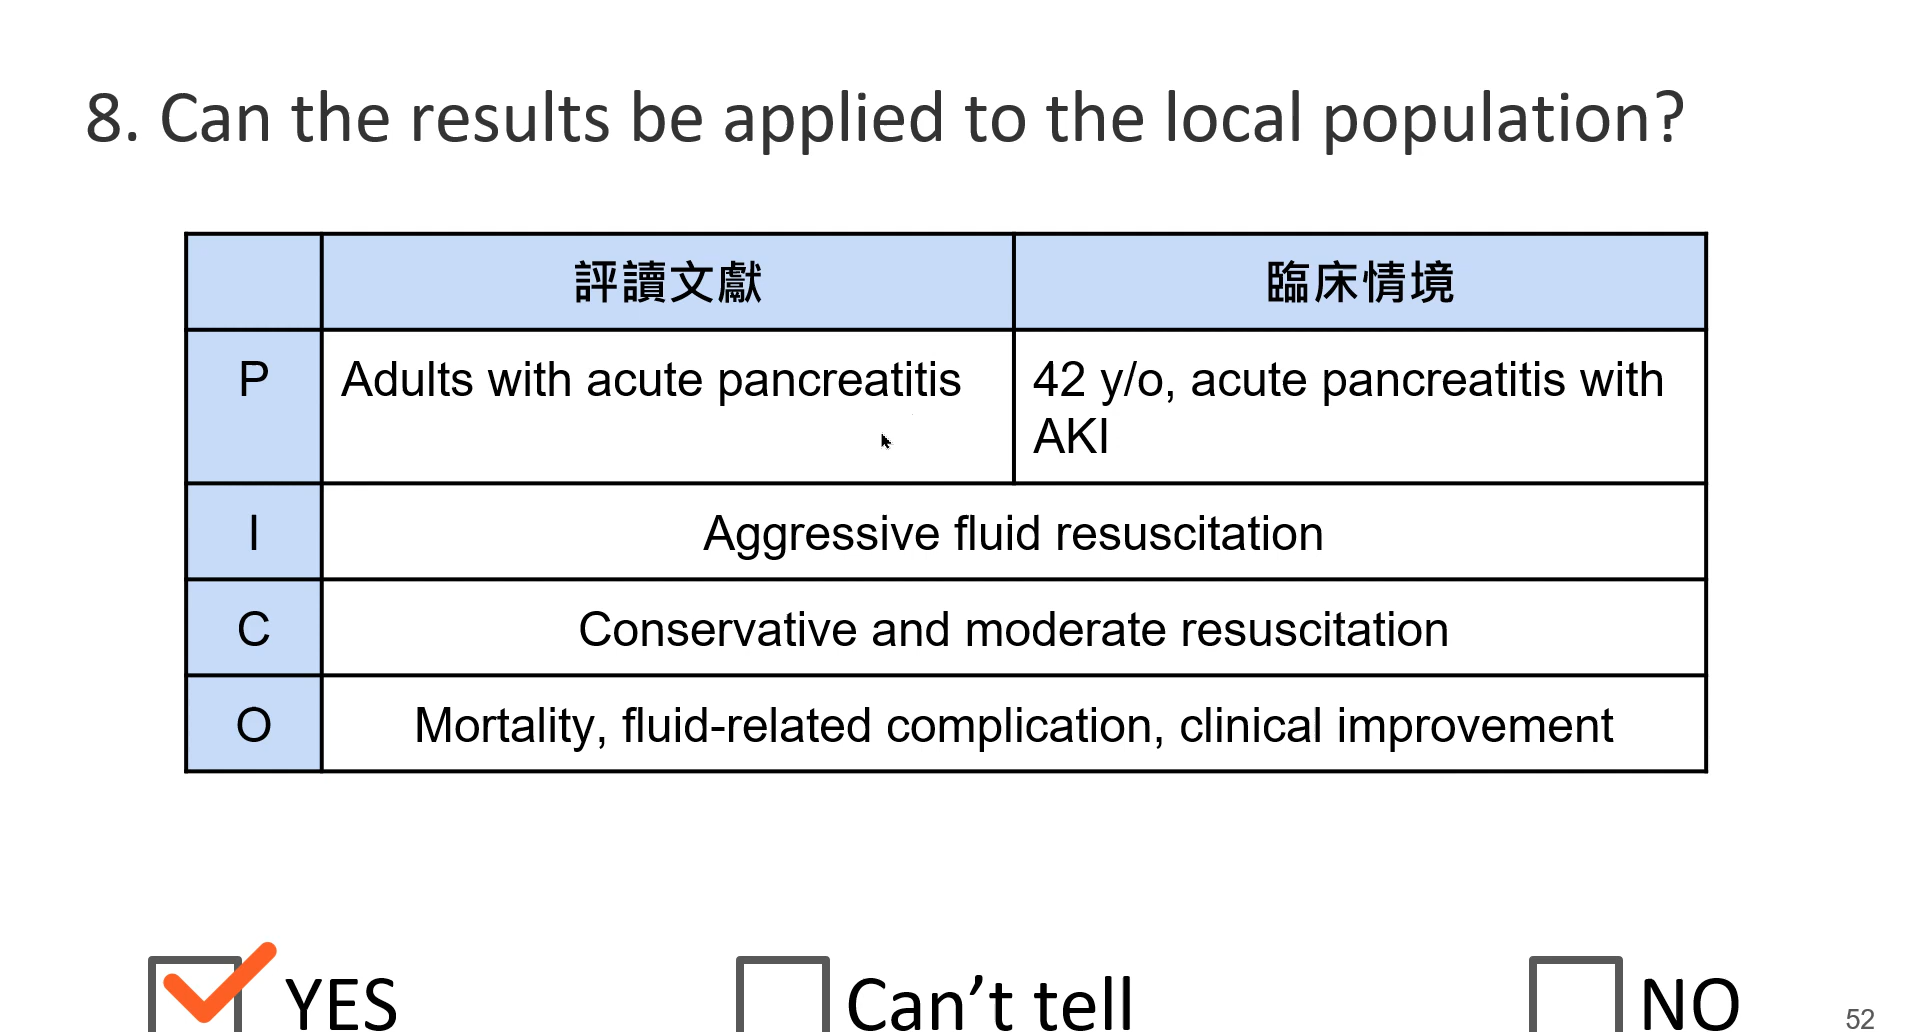 8. Can the results be applied to the local population?
評讀文獻 臨床情境
P Adults with acute pancreatitis 42 y/o, acute pancreatitis with
AKI
I Aggressive fluid resuscitation
C Conservative and moderate resuscitation
O Mortality, fluid-related complication, clinical improvement
YES Can’t tell NO
52